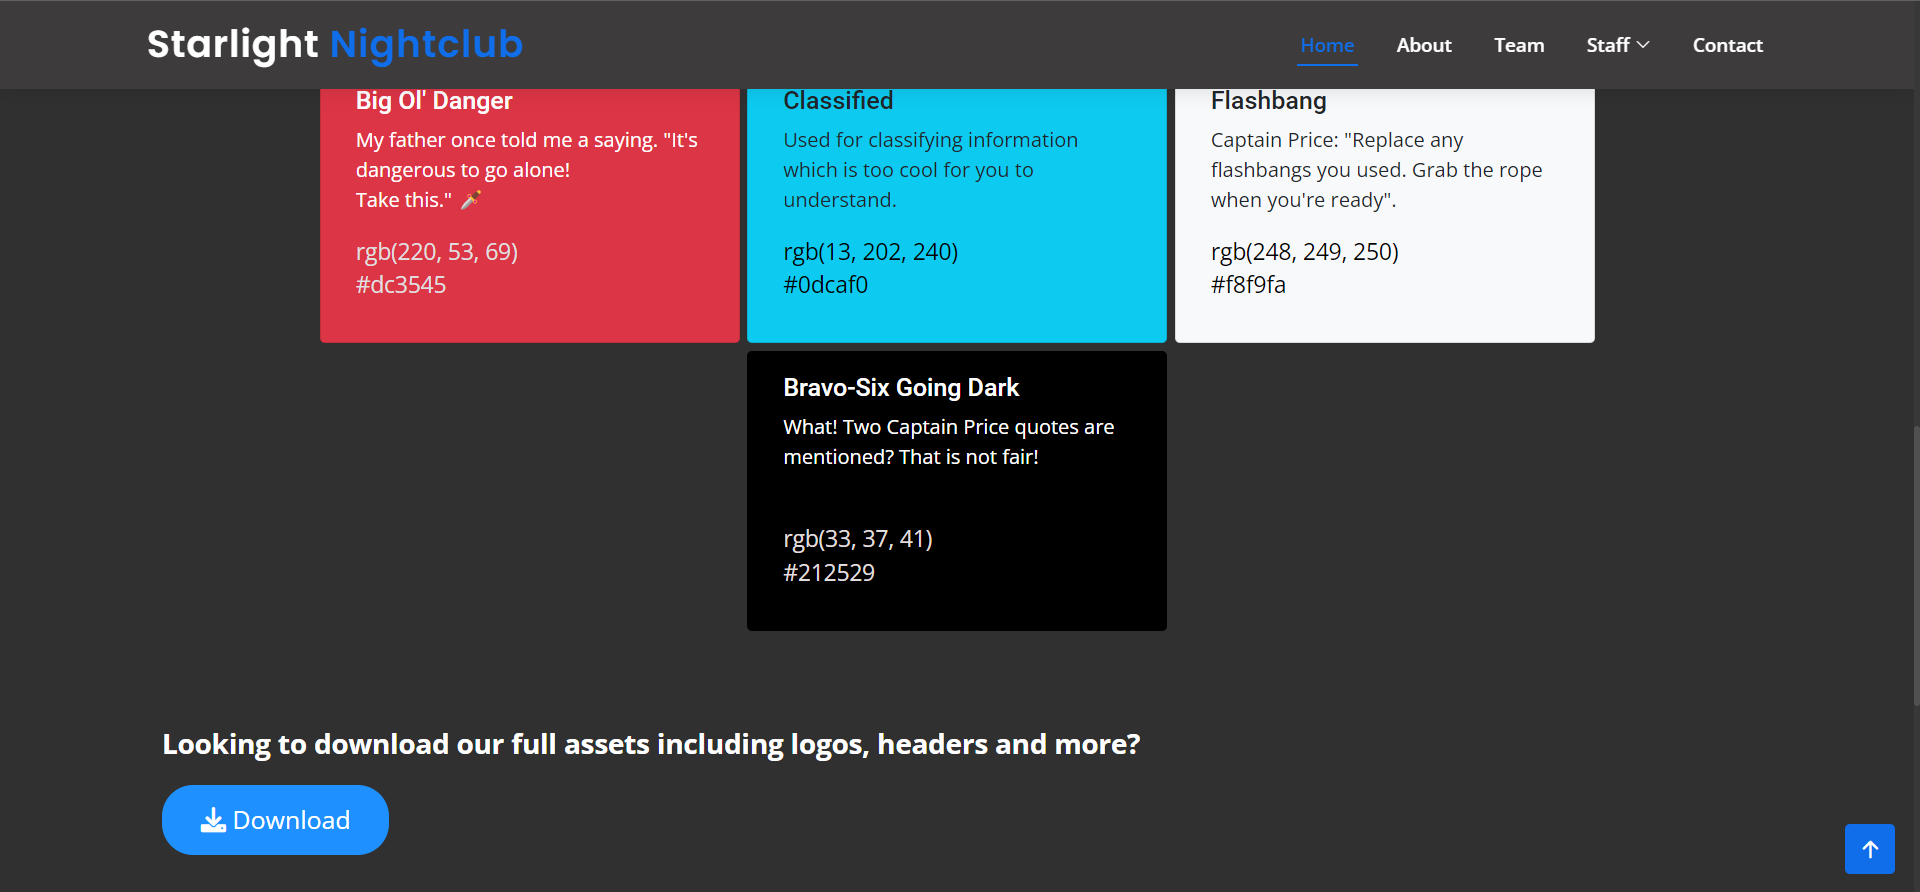 Starlight Nightclub
Home About Team Staff Contact
Big Ol' Danger
My father once told me a saying. "It's
dangerous to go alone!
Take this." 🗡️
rgb(220, 53, 69)
#dc3545
Classified
Used for classifying information
which is too cool for you to
understand.
rgb(13, 202, 240)
#0dcaf0
Flashbang
Captain Price: "Replace any
flashbangs you used. Grab the rope
when you're ready".
rgb(248, 249, 250)
#f8f9fa
Bravo-Six Going Dark
What! Two Captain Price quotes are
mentioned? That is not fair!
rgb(33, 37, 41)
#212529
Looking to download our full assets including logos, headers and more?
Download